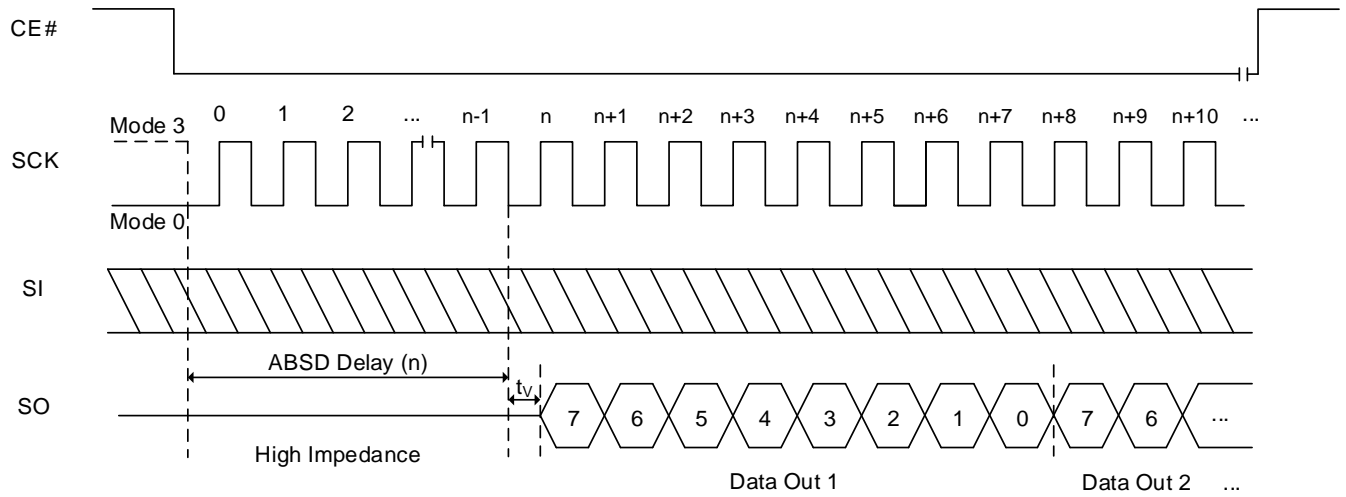 CE#
0 1 2 ... n-1 n n+1 n+2 n+3 n+4 n+5 n+6 n+7 n+8 n+9 n+10 ...
Mode 3
SCK
Mode 0
SI
ABSD Delay (n)
tV
SO
7 6 5 4 3 2 1 0 7 6 ...
High Impedance
Data Out 1 Data Out 2 ...